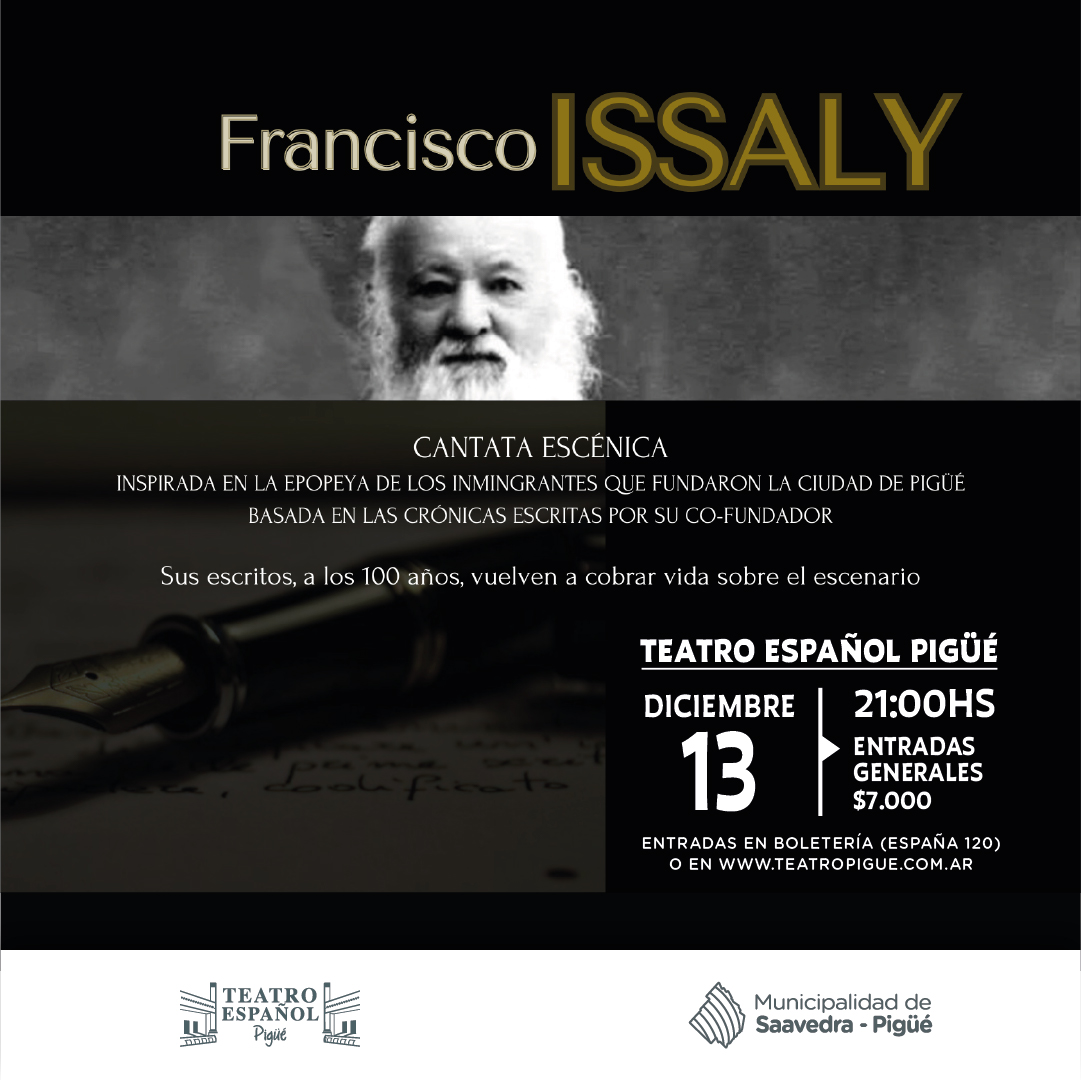 Francisco ISSALY
CANTATA ESCÉNICA
INSPIRADA EN LA EPOPEYA DE LOS INMINGRANTES QUE FUNDARON LA CIUDAD DE PIGÜÉ
BASADA EN LAS CRÓNICAS ESCRITAS POR SU CO-FUNDADOR
Sus escritos, a los 100 años, vuelven a cobrar vida sobre el escenario
TEATRO ESPAÑOL PIGÜÉ
DICIEMBRE
13
21:00HS
ENTRADAS
GENERALES
$7.000
ENTRADAS EN BOLETERÍA (ESPAÑA 120)
O EN WWW.TEATROPIGUE.COM.AR
TEATRO
ESPAÑOL
Pigüé
Municipalidad de
Saavedra - Pigüé